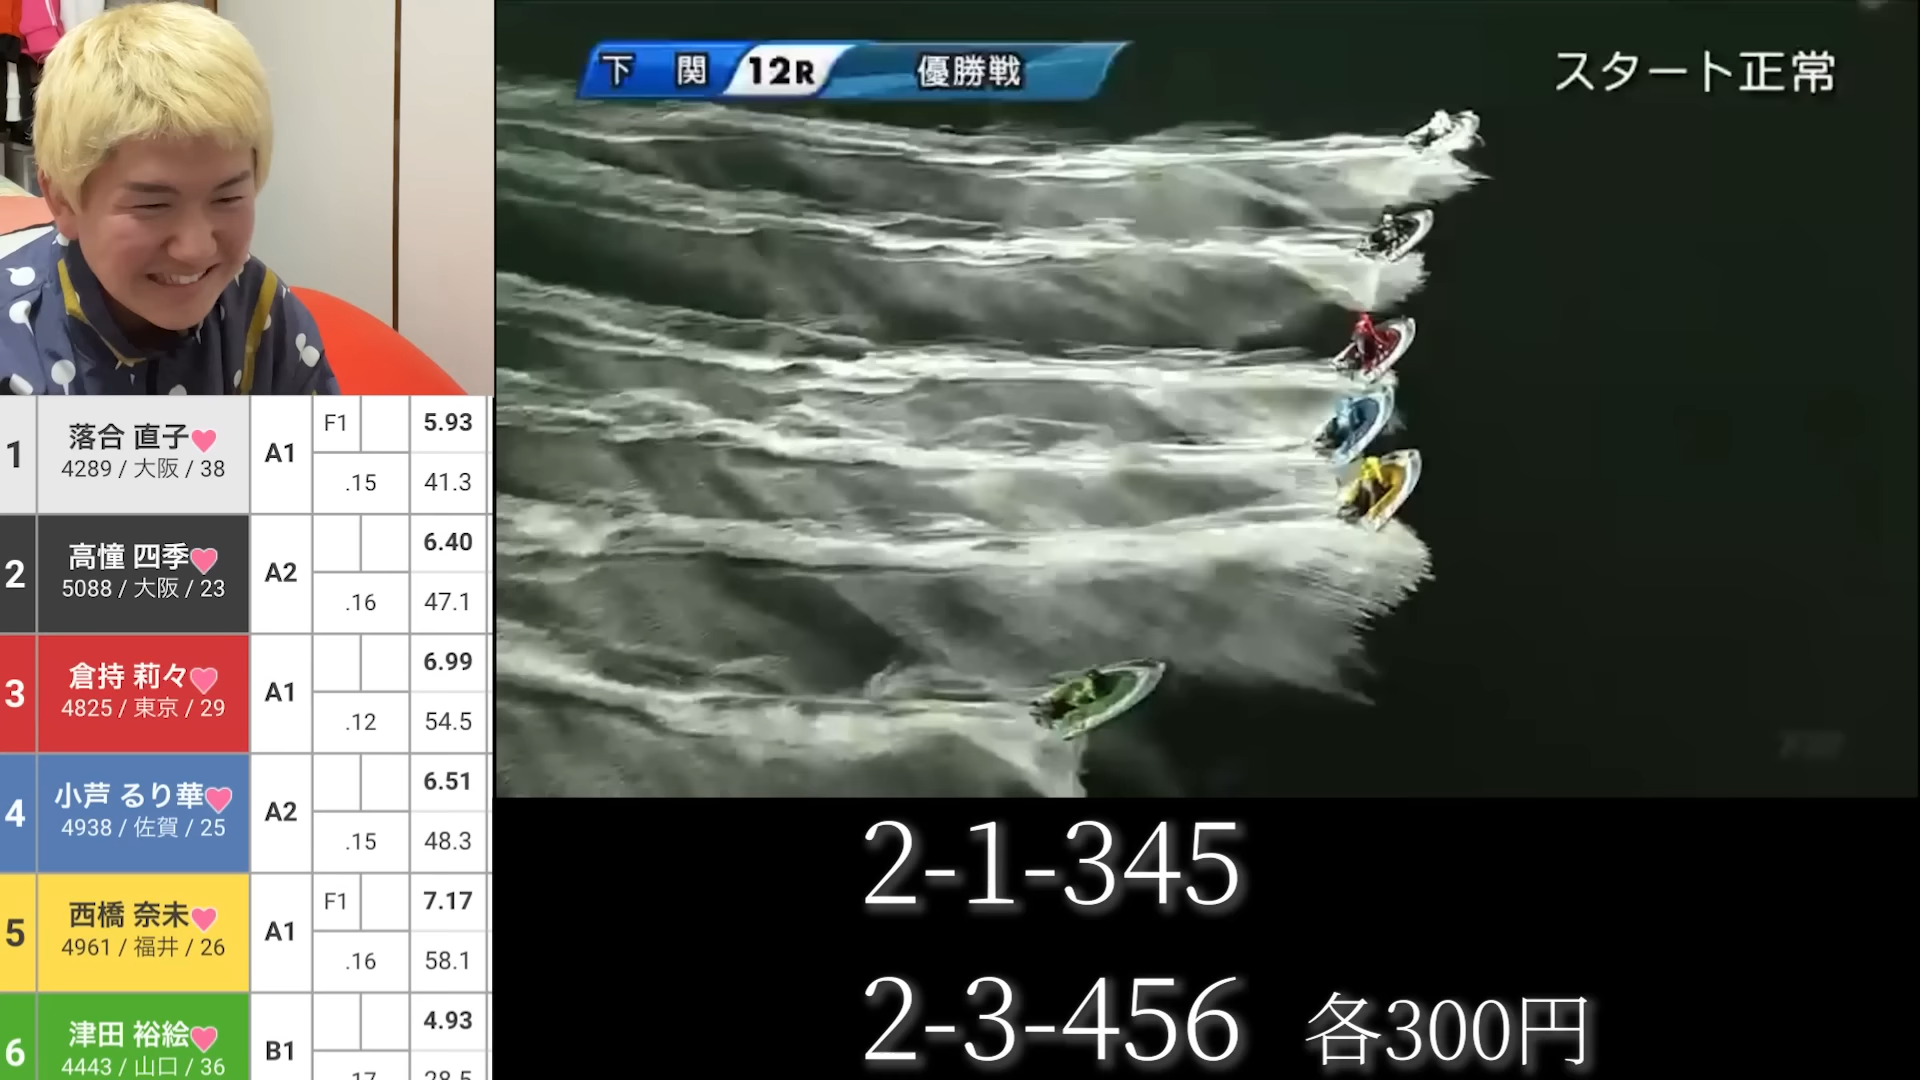 下 関 12R 優勝戦
スタート正常
1 落合 直子 A1 F1 5.93
4289 / 大阪 / 38 .15 41.3
2 高憧 四季 A2 6.40
5088 / 大阪 / 23 .16 47.1
3 倉持 莉々 A1 6.99
4825 / 東京 / 29 .12 54.5
4 小芦 るり華 A2 6.51
4938 / 佐賀 / 25 .15 48.3
5 西橋 奈未 A1 F1 7.17
4961 / 福井 / 26 .16 58.1
6 津田 裕絵 B1 4.93
4443 / 山口 / 36 .17 28.5
2-1-345
2-3-456 各300円